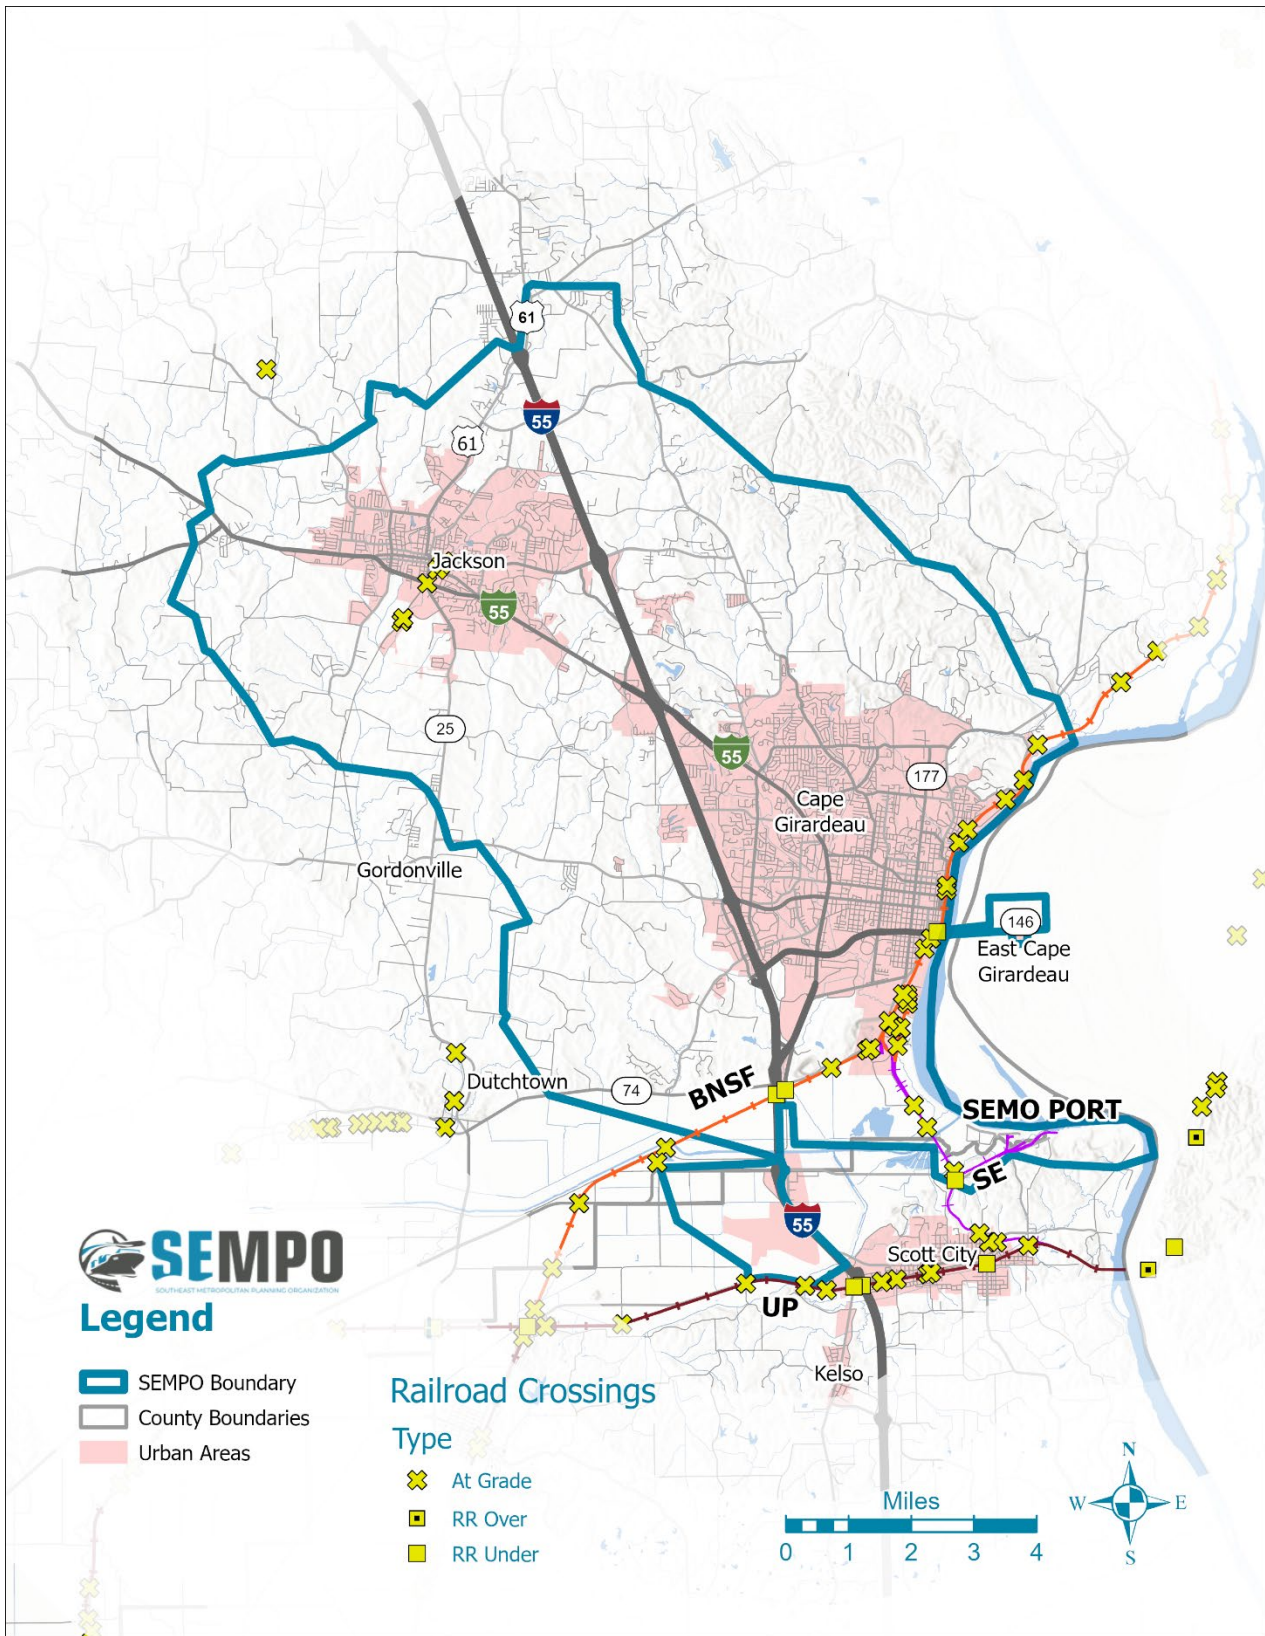 61
55
61
Jackson
55
25
55
177
Cape
Girardeau
Gordonville
146
East Cape
Girardeau
Dutchtown
74
BNSF
SEMO PORT
SE
55
Scott City
UP
Kelso
SEMPO
SOUTHEAST METROPOLITAN PLANNING ORGANIZATION
Legend
SEMPO Boundary
County Boundaries
Urban Areas
Railroad Crossings
Type
At Grade
RR Over
RR Under
Miles
0 1 2 3 4
N
W E
S